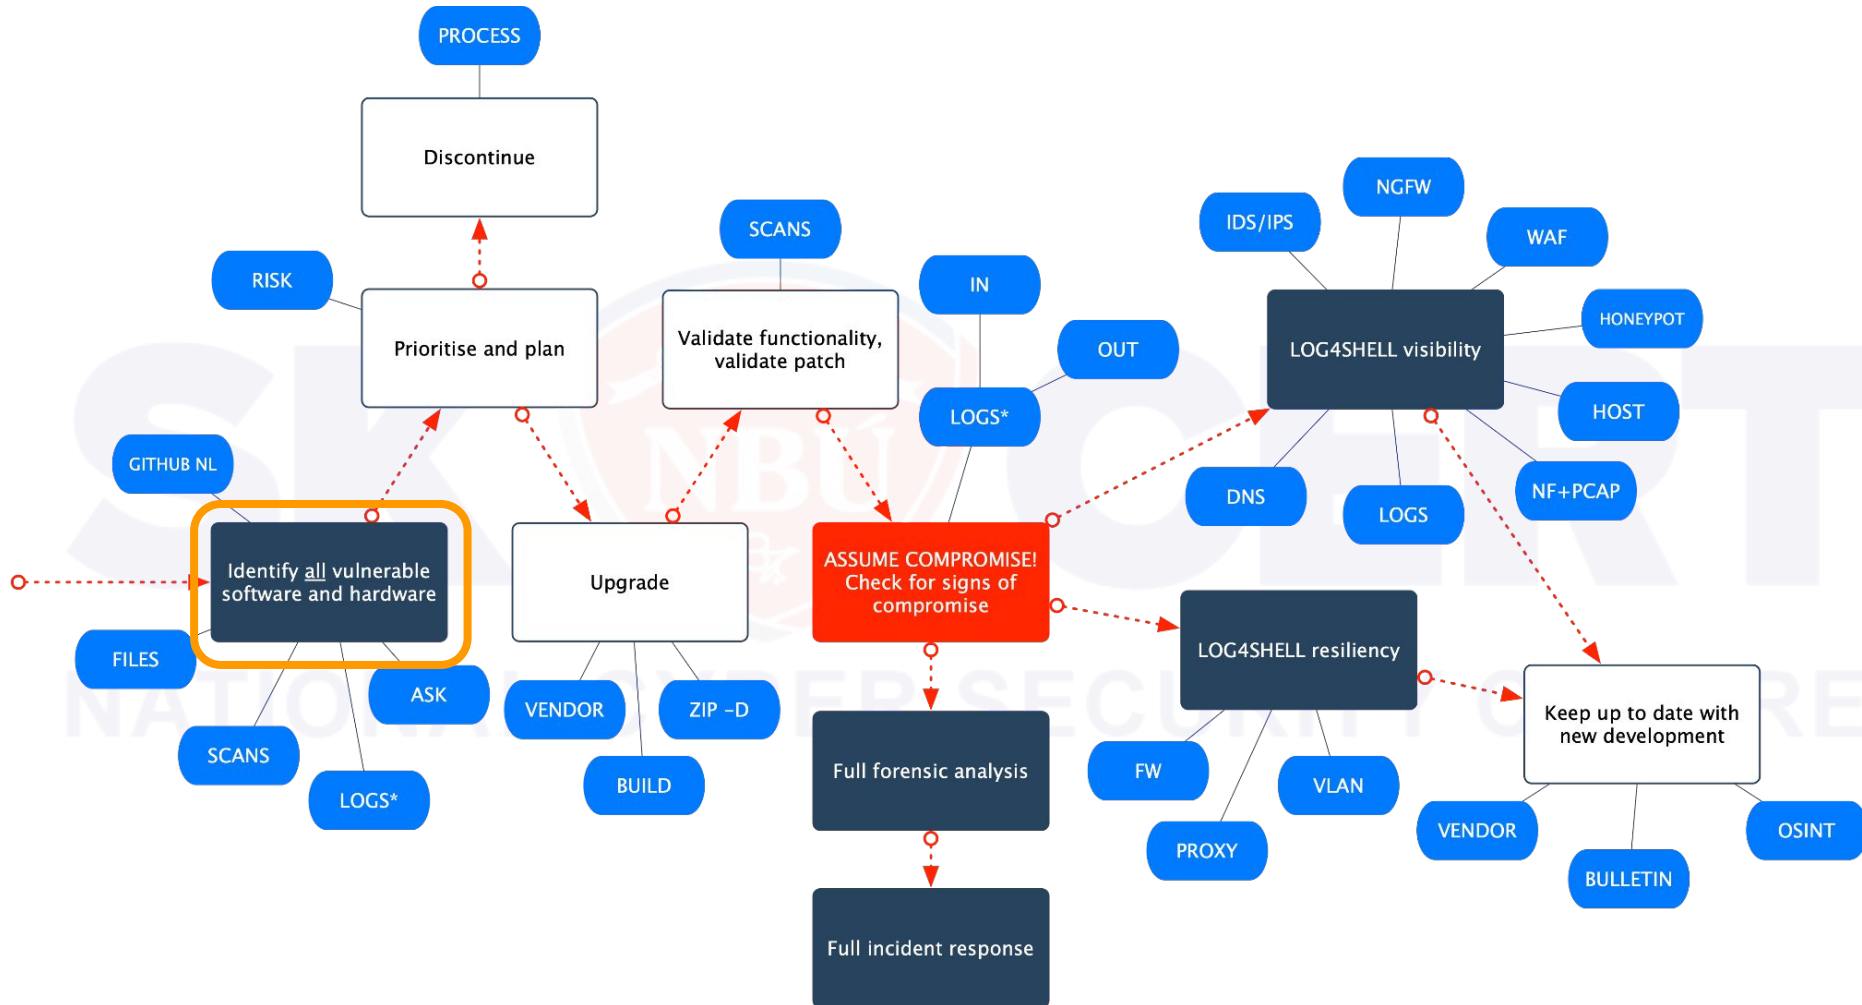 PROCESS
Discontinue
RISK
Prioritise and plan
SCANS
Validate functionality,
validate patch
IN
OUT
LOGS*
IDS/IPS
NGFW
WAF
HONEYPOT
HOST
NF+PCAP
LOGS
DNS
LOG4SHELL visibility
GITHUB NL
Identify all vulnerable
software and hardware
FILES
SCANS
LOGS*
ASK
Upgrade
VENDOR
BUILD
ZIP -D
ASSUME COMPROMISE!
Check for signs of
compromise
Full forensic analysis
Full incident response
LOG4SHELL resiliency
FW
PROXY
VLAN
Keep up to date with
new development
VENDOR
BULLETIN
OSINT
NBÚ